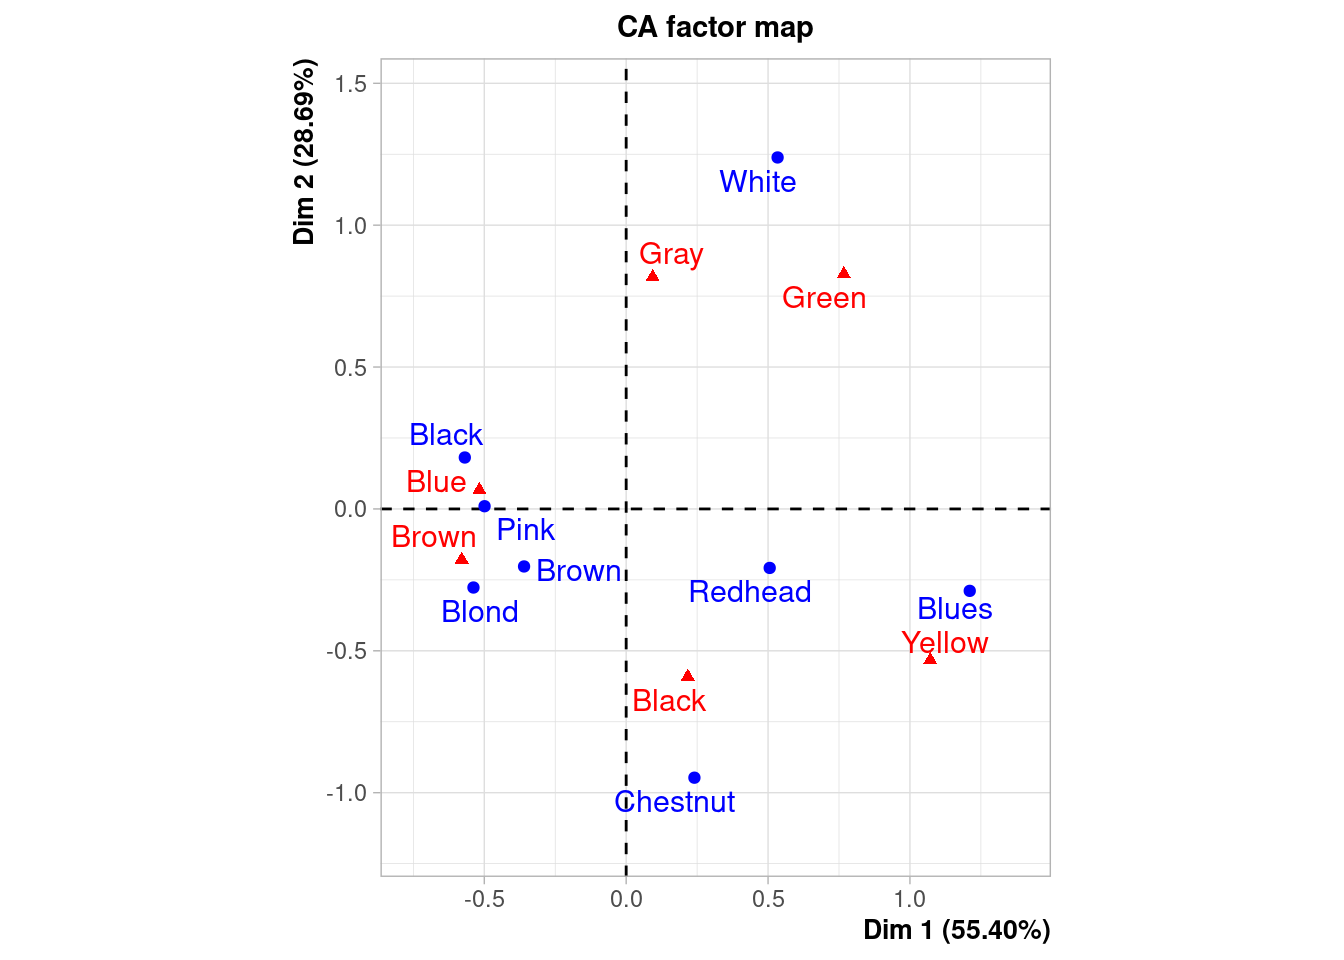 CA factor map
Dim 2 (28.69%)
1.5
1.0
0.5
0.0
-0.5
-1.0
White
Gray
Green
Black
Blue
Pink
Brown
Brown
Blond
Redhead
Blues
Yellow
Black
Chestnut
-0.5 0.0 0.5 1.0
Dim 1 (55.40%)